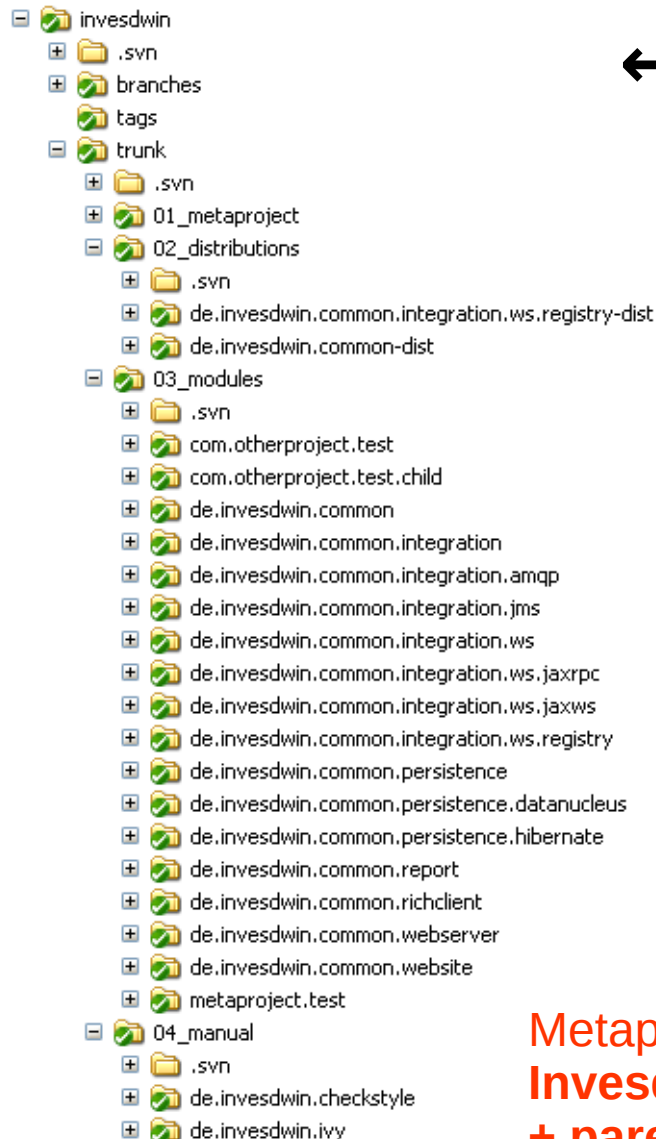 invesdwin
.svn
branches
tags
trunk
.svn
01_metaproject
02_distributions
.svn
de.invesdwin.common.integration.ws.registry-dist
de.invesdwin.common-dist
03_modules
.svn
com.otherproject.test
com.otherproject.test.child
de.invesdwin.common
de.invesdwin.common.integration
de.invesdwin.common.integration.amqp
de.invesdwin.common.integration.jms
de.invesdwin.common.integration.ws
de.invesdwin.common.integration.ws.jaxrpc
de.invesdwin.common.integration.ws.jaxws
de.invesdwin.common.integration.ws.registry
de.invesdwin.common.persistence
de.invesdwin.common.persistence.datanucleus
de.invesdwin.common.persistence.hibernate
de.invesdwin.common.report
de.invesdwin.common.richclient
de.invesdwin.common.webserver
de.invesdwin.common.website
metaproject.test
04_manual
.svn
de.invesdwin.checkstyle
de.invesdwin.ivy
Metap
Invesd
+ pare